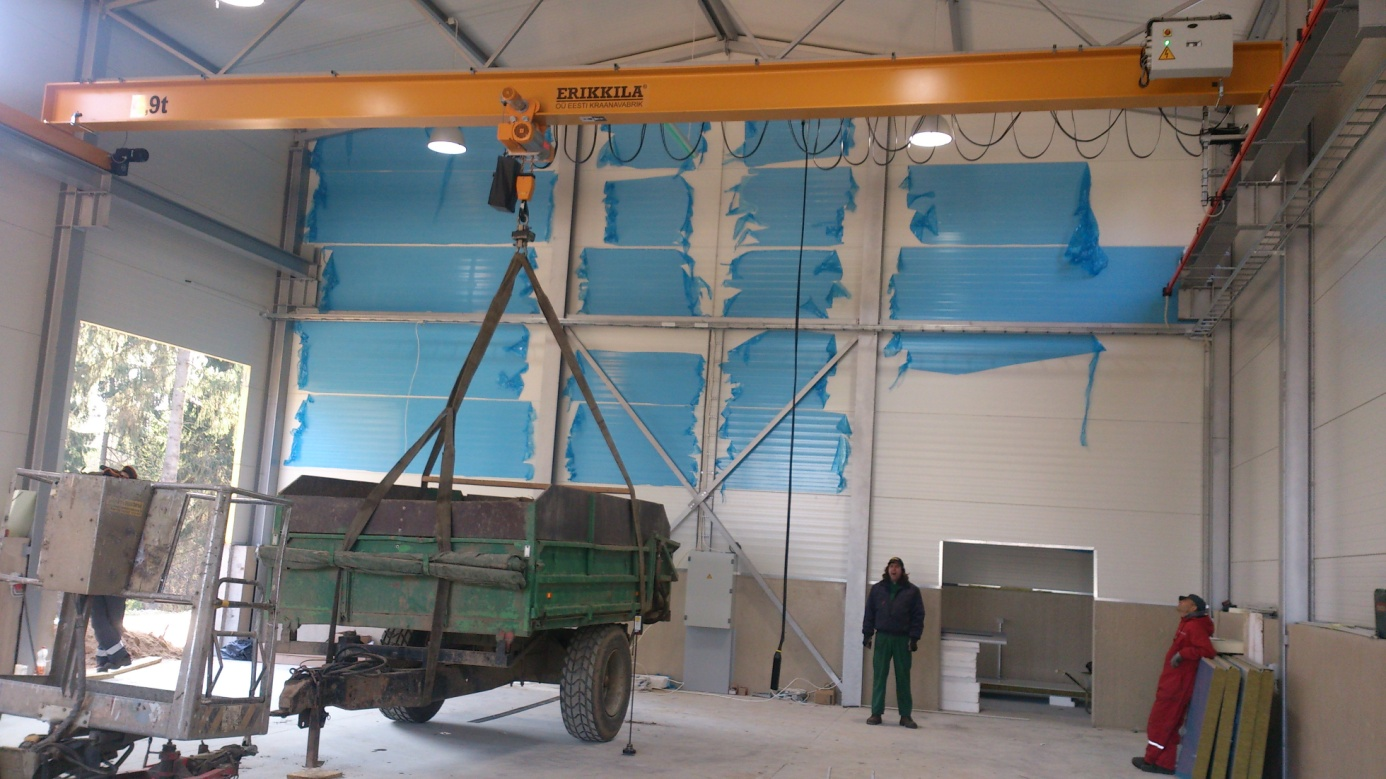 .9t
ERIKKILA
OÜ EESTI KRAANAVABRIK